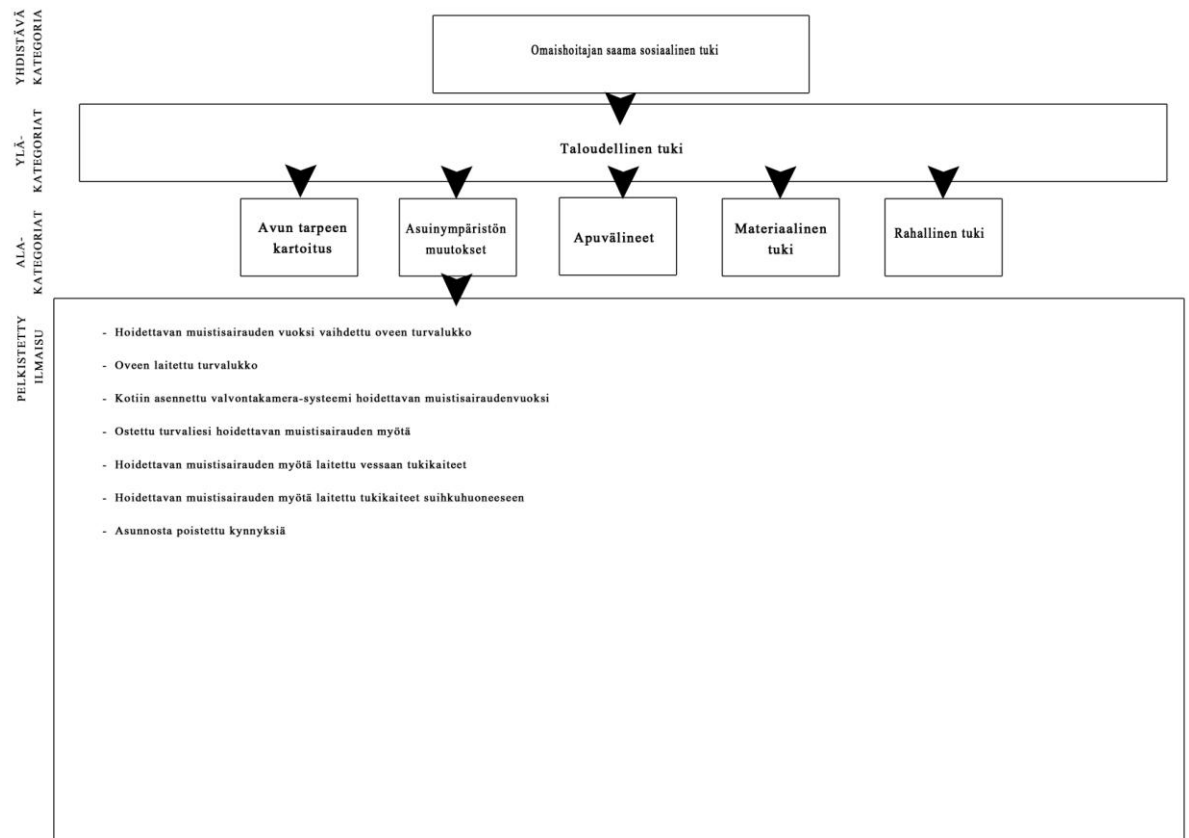 YHDISTÄVÄ
KATEGORIA
Omaishoitajan saama sosiaalinen tuki
YLÄ-
KATEGORIAT
Taloudellinen tuki
ALA-
KATEGORIAT
Avun tarpeen
kartoitus
Asuinympäristön
muutokset
Apuvälineet
Materiaalinen
tuki
Rahallinen tuki
PELKISTETTY
ILMAISU
- Hoidettavan muistisairauden vuoksi vaihdettu oveen turvalukko
- Oveen laitettu turvalukko
- Kotiin asennettu valvontakamera-systeemi hoidettavan muistisairaudenvuoksi
- Ostettu turvaliesi hoidettavan muistisairauden myötä
- Hoidettavan muistisairauden myötä laitettu vessaan tukikaiteet
- Hoidettavan muistisairauden myötä laitettu tukikaiteet suihkuhuoneeseen
- Asunnosta poistettu kynnyksiä